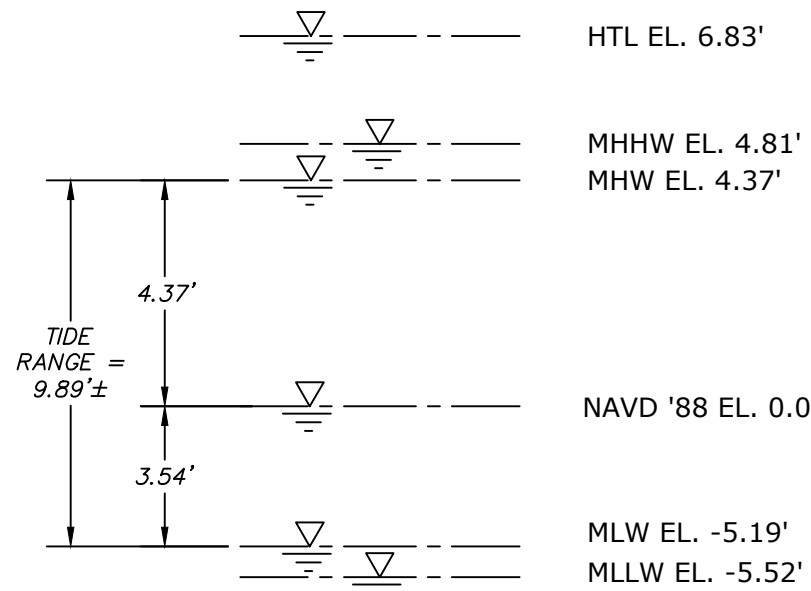 HTL EL. 6.83'
MHHW EL. 4.81'
MHW EL. 4.37'
4.37'
TIDE
RANGE =
9.89'±
NAVD '88 EL. 0.0
3.54'
MLW EL. -5.19'
MLLW EL. -5.52'